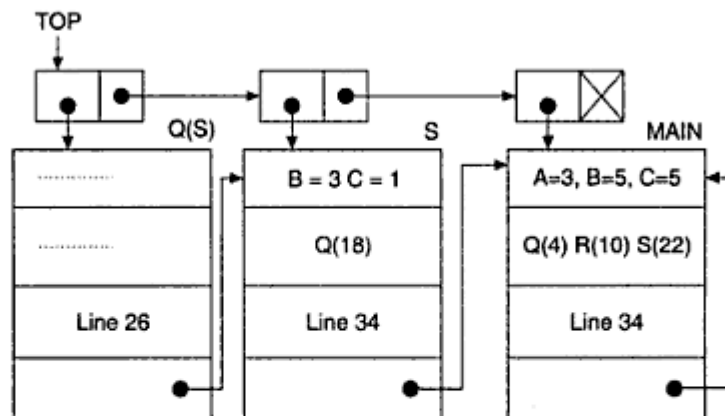 TOP
Q(S)
S
MAIN
B = 3 C = 1
A=3, B=5, C=5
Q(18)
Q(4) R(10) S(22)
Line 26
Line 34
Line 34